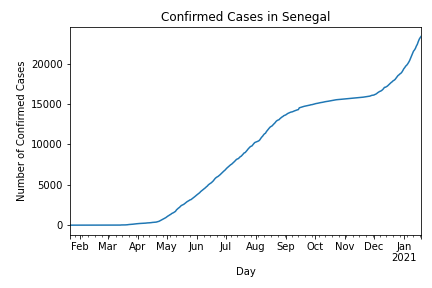 Confirmed Cases in Senegal
Number of Confirmed Cases
20000
15000
10000
5000
0
Feb Mar Apr May Jun Jul Aug Sep Oct Nov Dec Jan
2021
Day